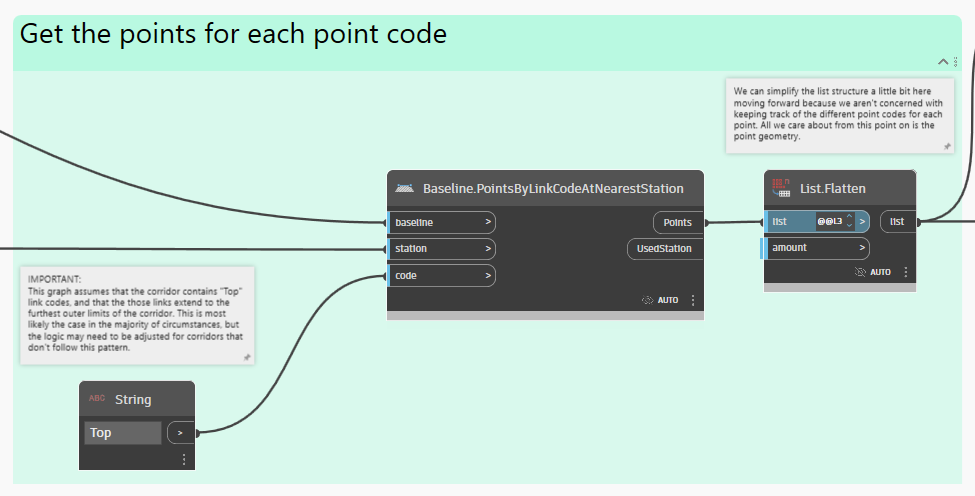 Get the points for each point code
We can simplify the list structure a little bit here
moving forward because we aren't concerned with
keeping track of the different point codes for each
point. All we care about from this point on is the
point geometry.
Baseline.PointsByLinkCodeAtNearestStation
baseline >
Points
station >
UsedStation
code >
AUTO
List.Flatten
list @@L3 >
list
amount >
AUTO
IMPORTANT:
This graph assumes that the corridor contains "Top"
link codes, and that the those links extend to the
furthest outer limits of the corridor. This is most
likely the case in the majority of circumstances, but
the logic may need to be adjusted for corridors that
don't follow this pattern.
ABC String
Top >